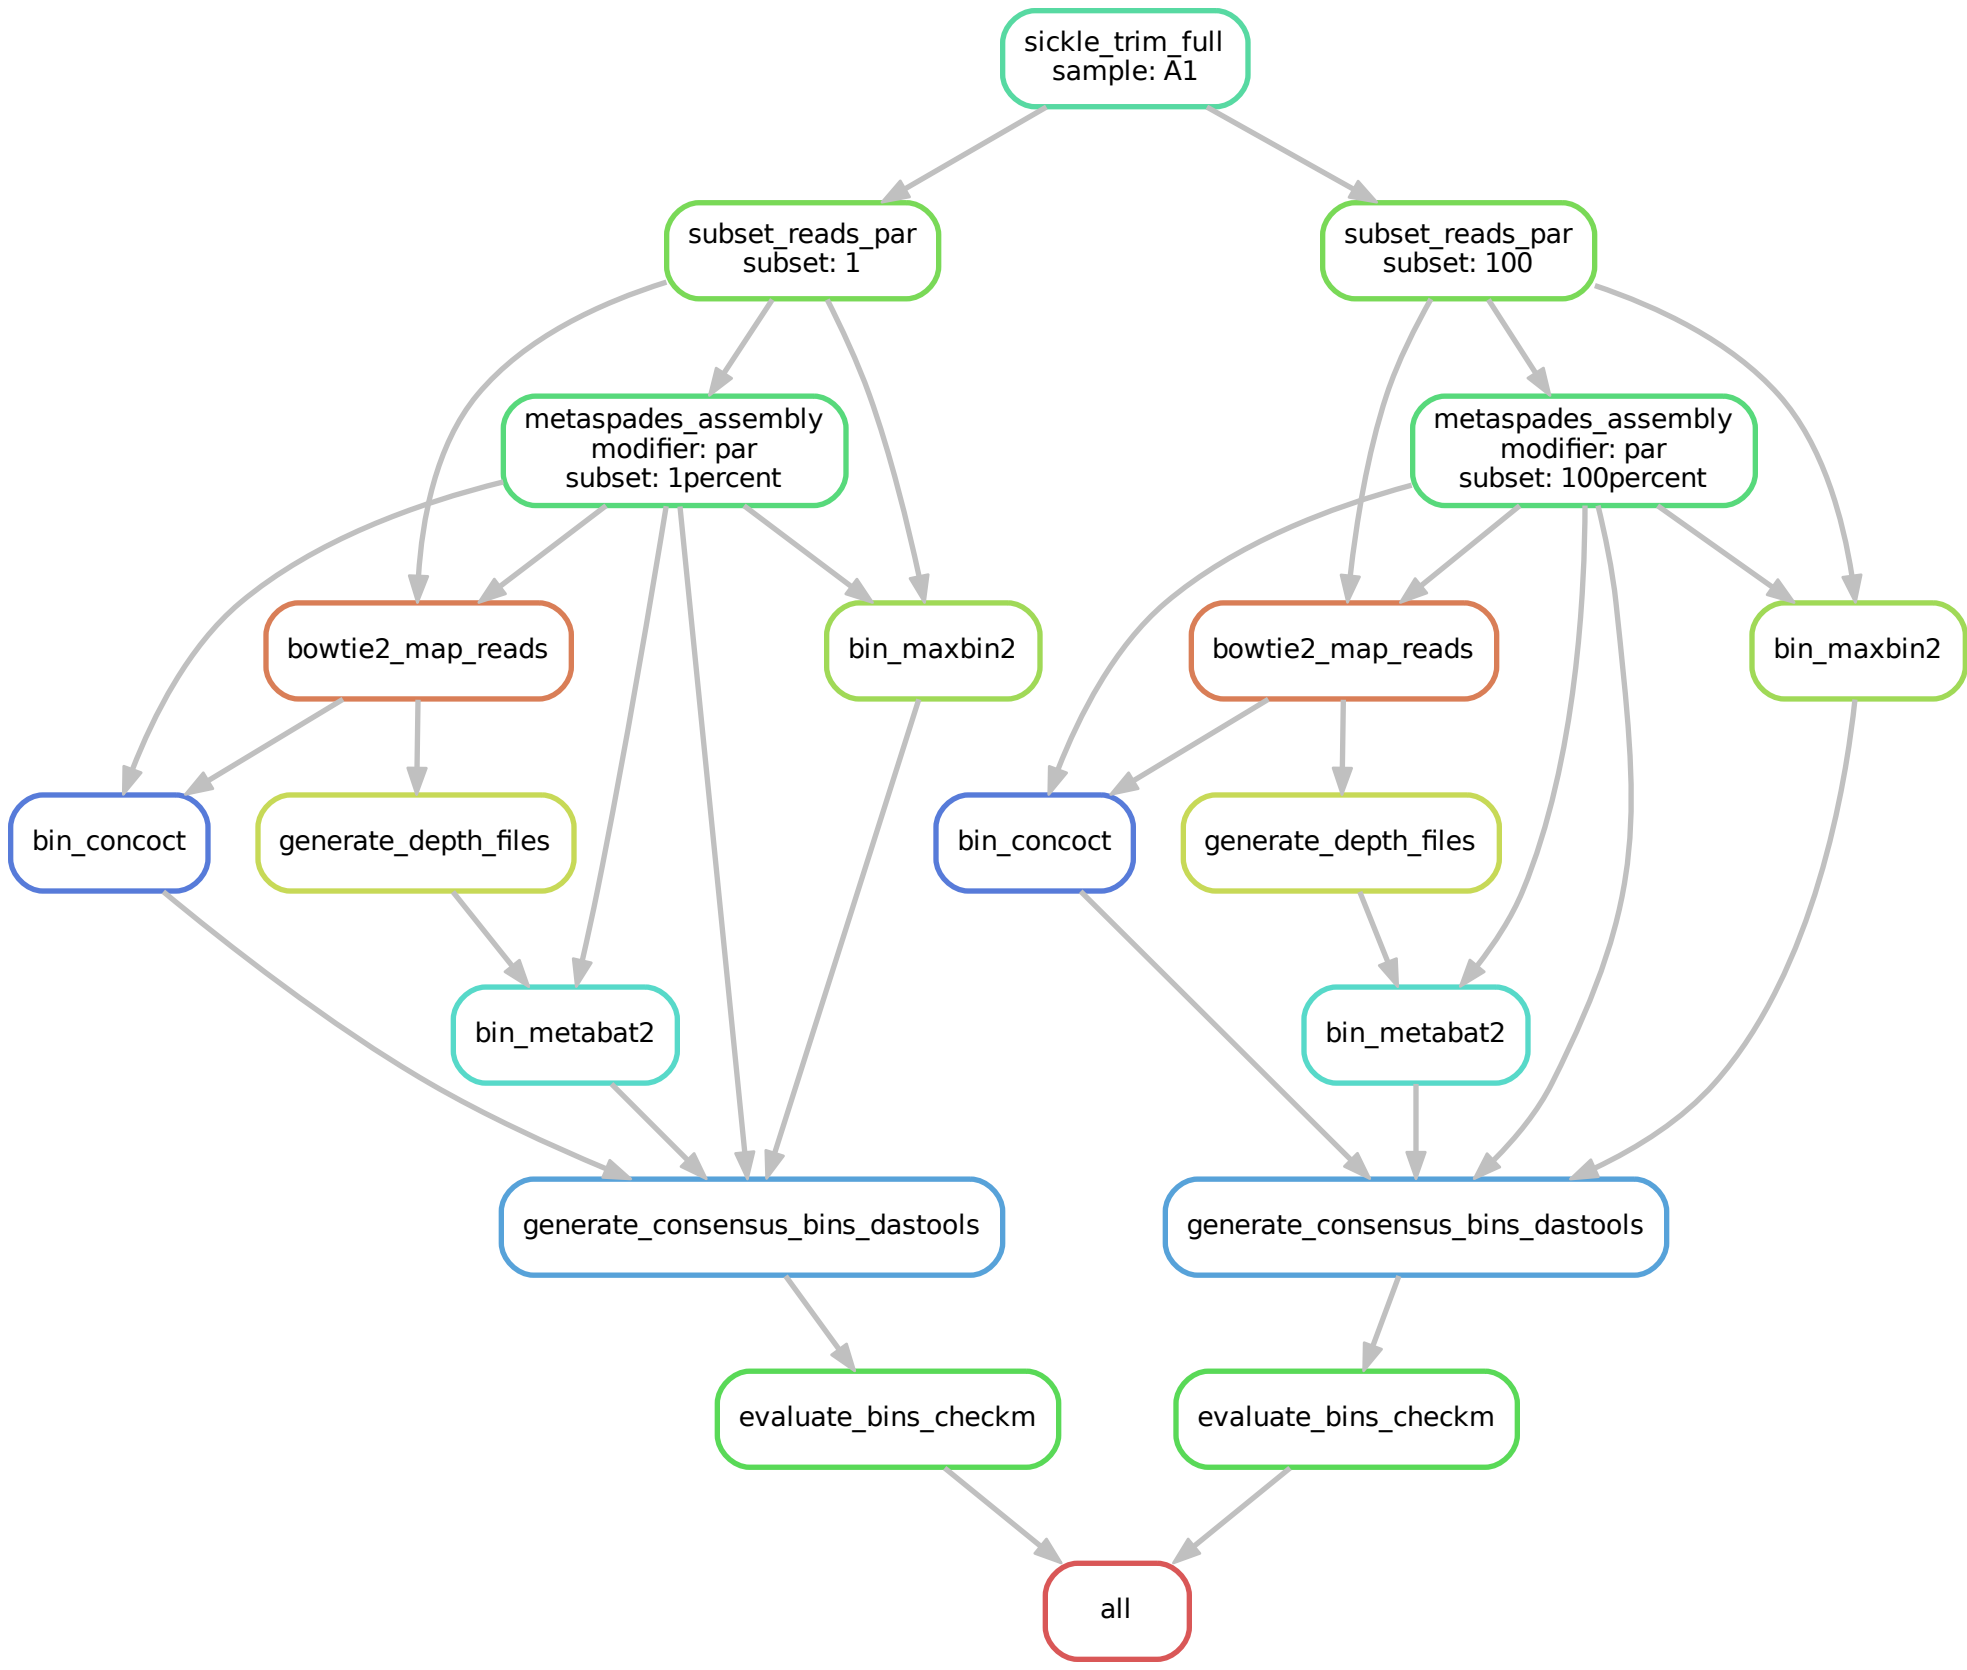 sickle_trim_full
sample: A1
subset_reads_par
subset: 1
subset_reads_par
subset: 100
metaspades_assembly
modifier: par
subset: 1percent
metaspades_assembly
modifier: par
subset: 100percent
bowtie2_map_reads
bin_maxbin2
bowtie2_map_reads
bin_maxbin2
bin_concoct
generate_depth_files
bin_concoct
generate_depth_files
bin_metabat2
bin_metabat2
generate_consensus_bins_dastools
generate_consensus_bins_dastools
evaluate_bins_checkm
evaluate_bins_checkm
all